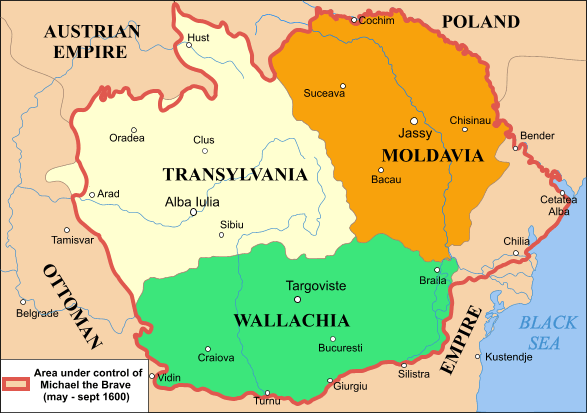 Cochim
POLAND
AUSTRIAN
EMPIRE
Hust
Suceava
Jassy
Chisinau
Oradea
Clus
Bender
MOLDAVIA
TRANSYLVANIA
Bacau
Arad
Alba Iulia
Cetatea
Alba
Sibiu
Tamisvar
Chilia
OTTOMAN
Braila
Targoviste
Belgrade
WALLACHIA
EMPIRE
BLACK
SEA
Bucuresti
Craiova
Kustendje
Area under control of
Michael the Brave
(may - sept 1600)
Vidin
Silistra
Giurgiu
Turnu